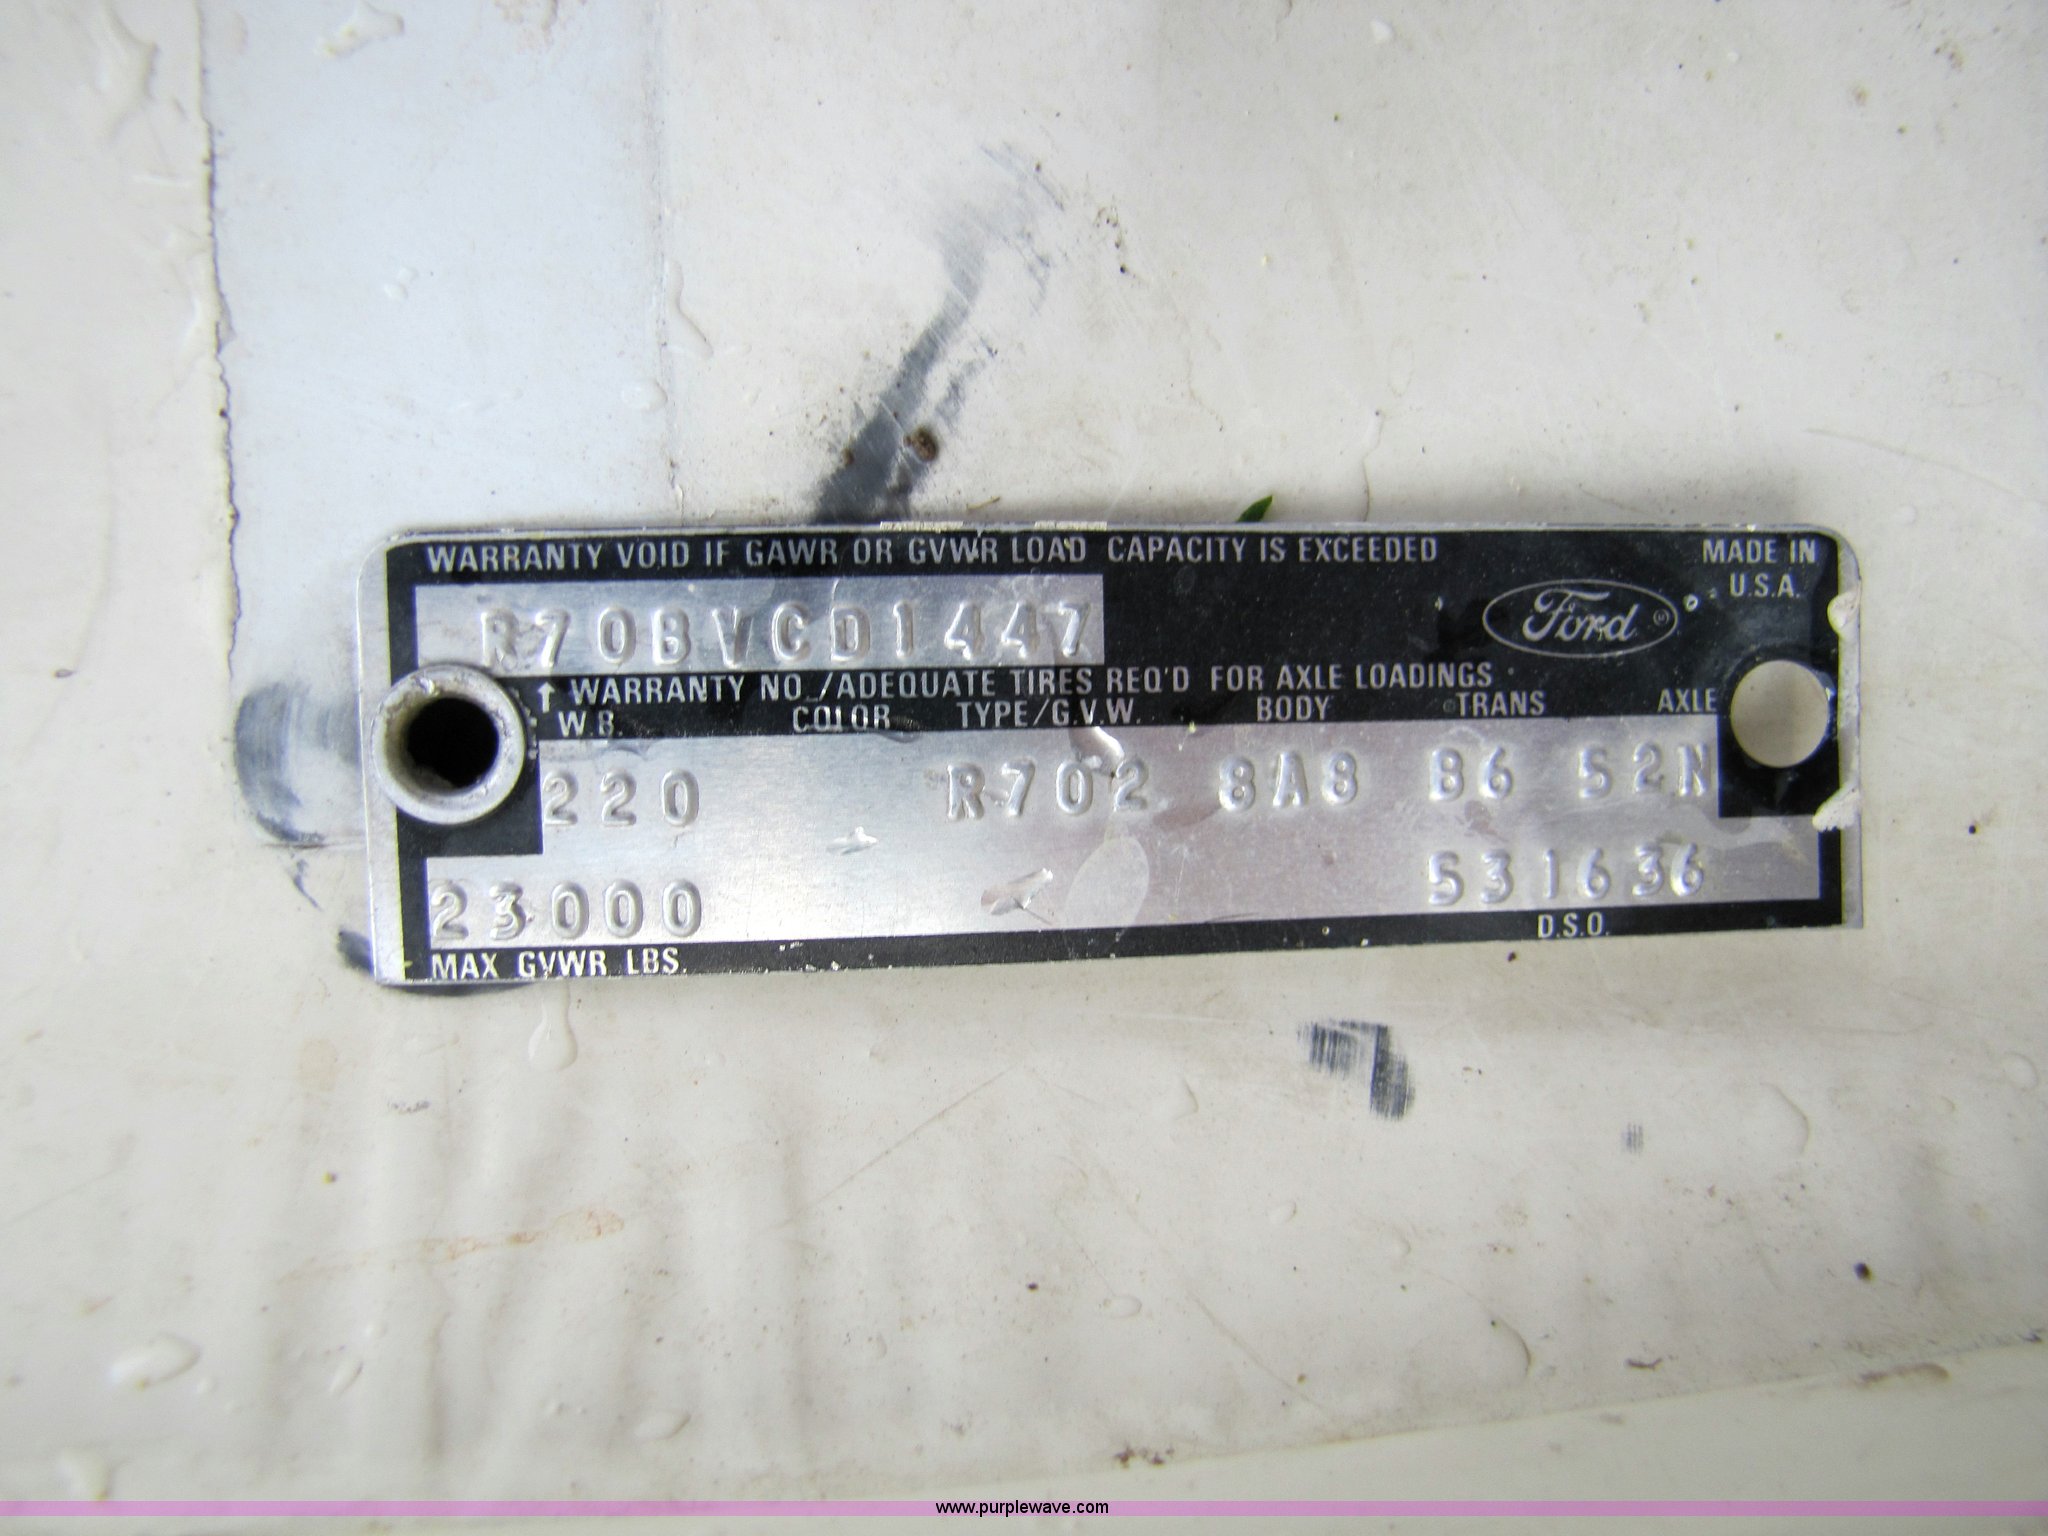 WARRANTY VOID IF GAWR OR GVWR LOAD CAPACITY IS EXCEEDED
MADE IN
U.S.A.
R70BVCD1447
Ford
↑ WARRANTY NO./ADEQUATE TIRES REQ'D FOR AXLE LOADINGS
W.B. COLOR TYPE/G.V.W. BODY TRANS AXLE
220 R702 8A8 B6 52N
23000 531636
MAX GVWR LBS. D.S.O.
www.purplewave.com